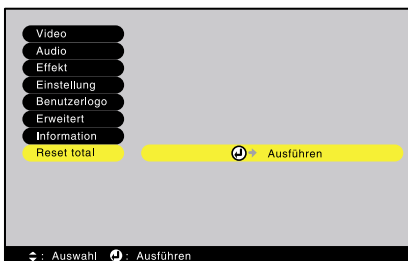 Video
Audio
Effekt
Einstellung
Benutzerlogo
Erweitert
Information
Reset total Ausführen
: Auswahl : Ausführen